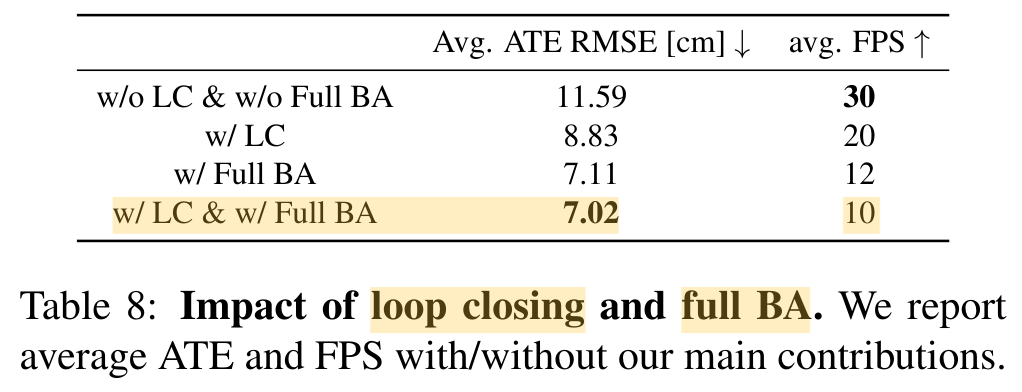 Avg. ATE RMSE [cm] ↓ avg. FPS ↑
w/o LC & w/o Full BA 11.59 30
w/ LC 8.83 20
w/ Full BA 7.11 12
w/ LC & w/ Full BA 7.02 10
Table 8: Impact of loop closing and full BA. We report
average ATE and FPS with/without our main contributions.